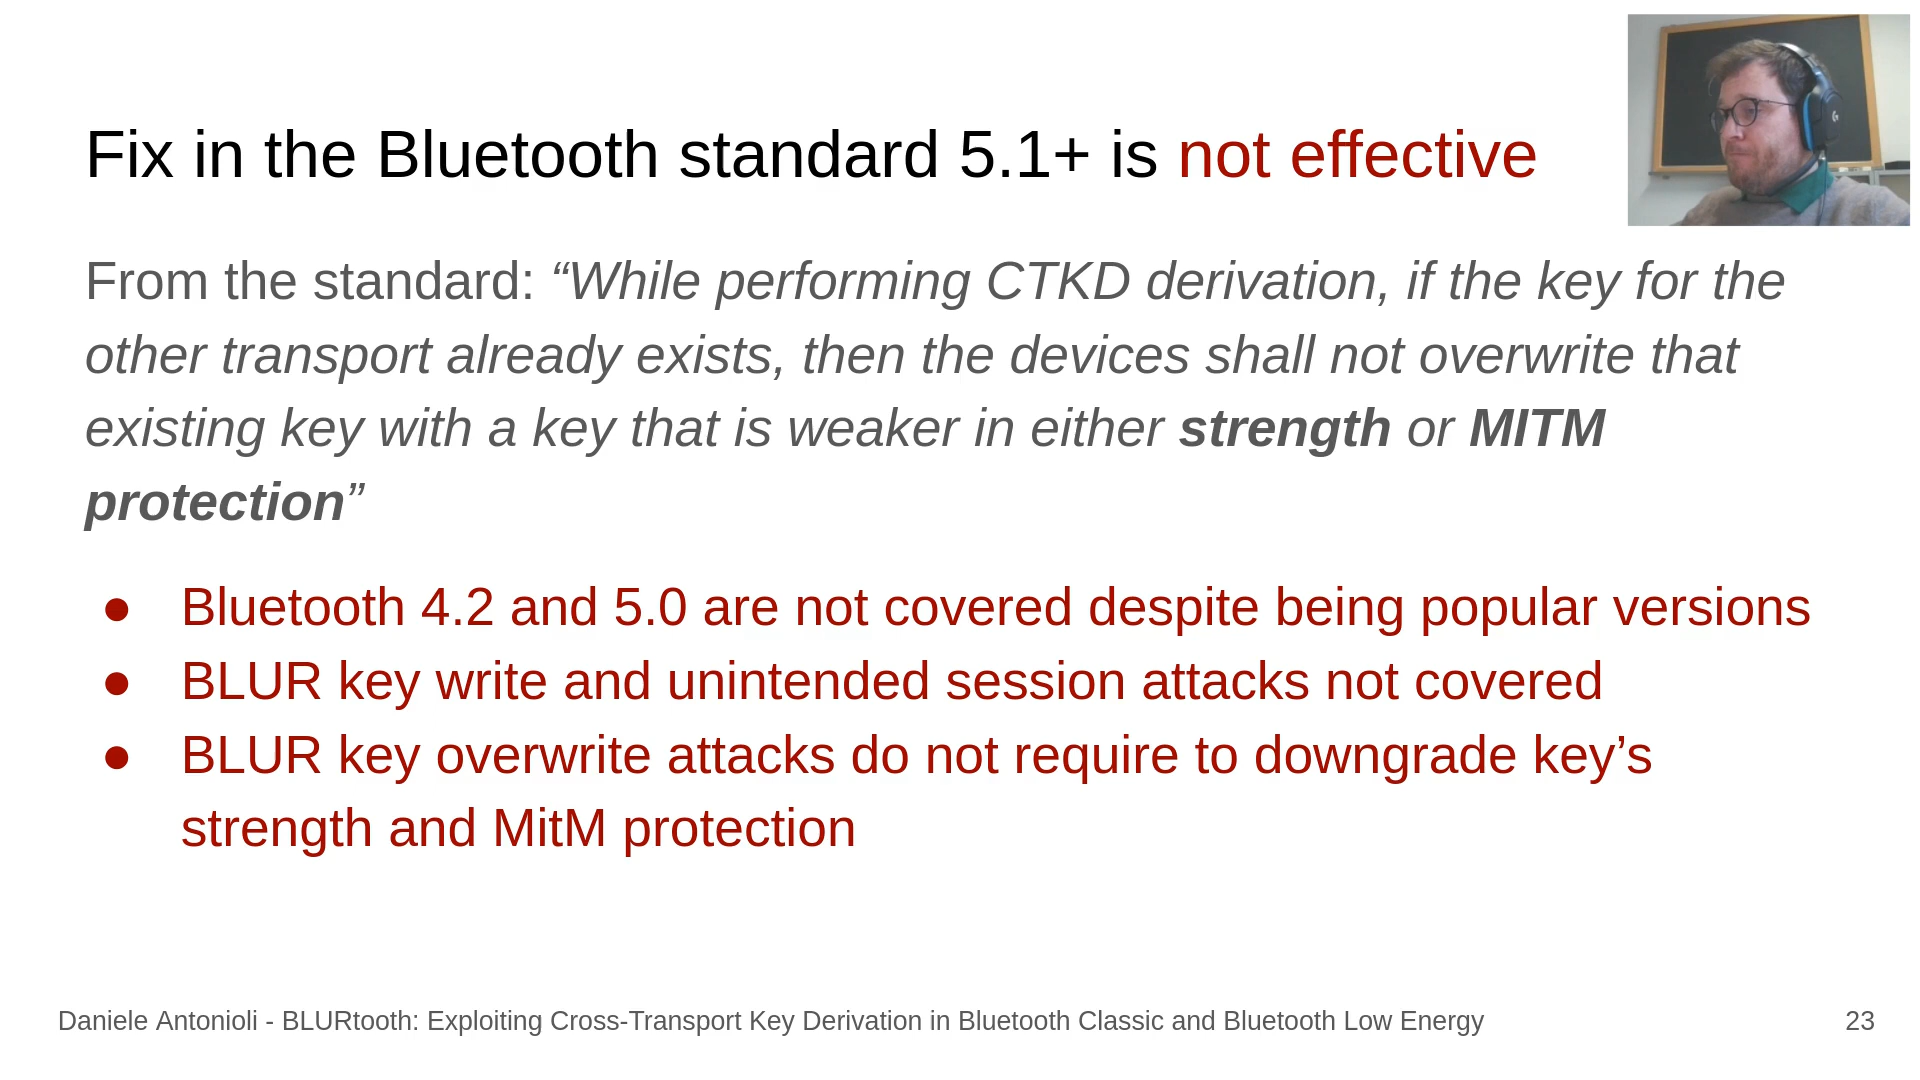 Fix in the Bluetooth standard 5.1+ is not effective
From the standard: “While performing CTKD derivation, if the key for the
other transport already exists, then the devices shall not overwrite that
existing key with a key that is weaker in either strength or MITM
protection”
● Bluetooth 4.2 and 5.0 are not covered despite being popular versions
● BLUR key write and unintended session attacks not covered
● BLUR key overwrite attacks do not require to downgrade key’s
strength and MitM protection
Daniele Antonioli - BLURtooth: Exploiting Cross-Transport Key Derivation in Bluetooth Classic and Bluetooth Low Energy
23